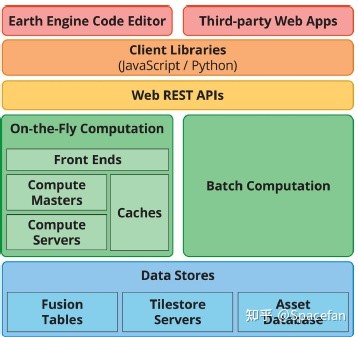 Earth Engine Code Editor
Third-party Web Apps
Client Libraries
(JavaScript / Python)
Web REST APIs
On-the-Fly Computation
Front Ends
Compute
Masters
Caches
Compute
Servers
Batch Computation
Data Stores
Fusion
Tables
Tilestore
Servers
Asset
Database
知乎 @Spacefan